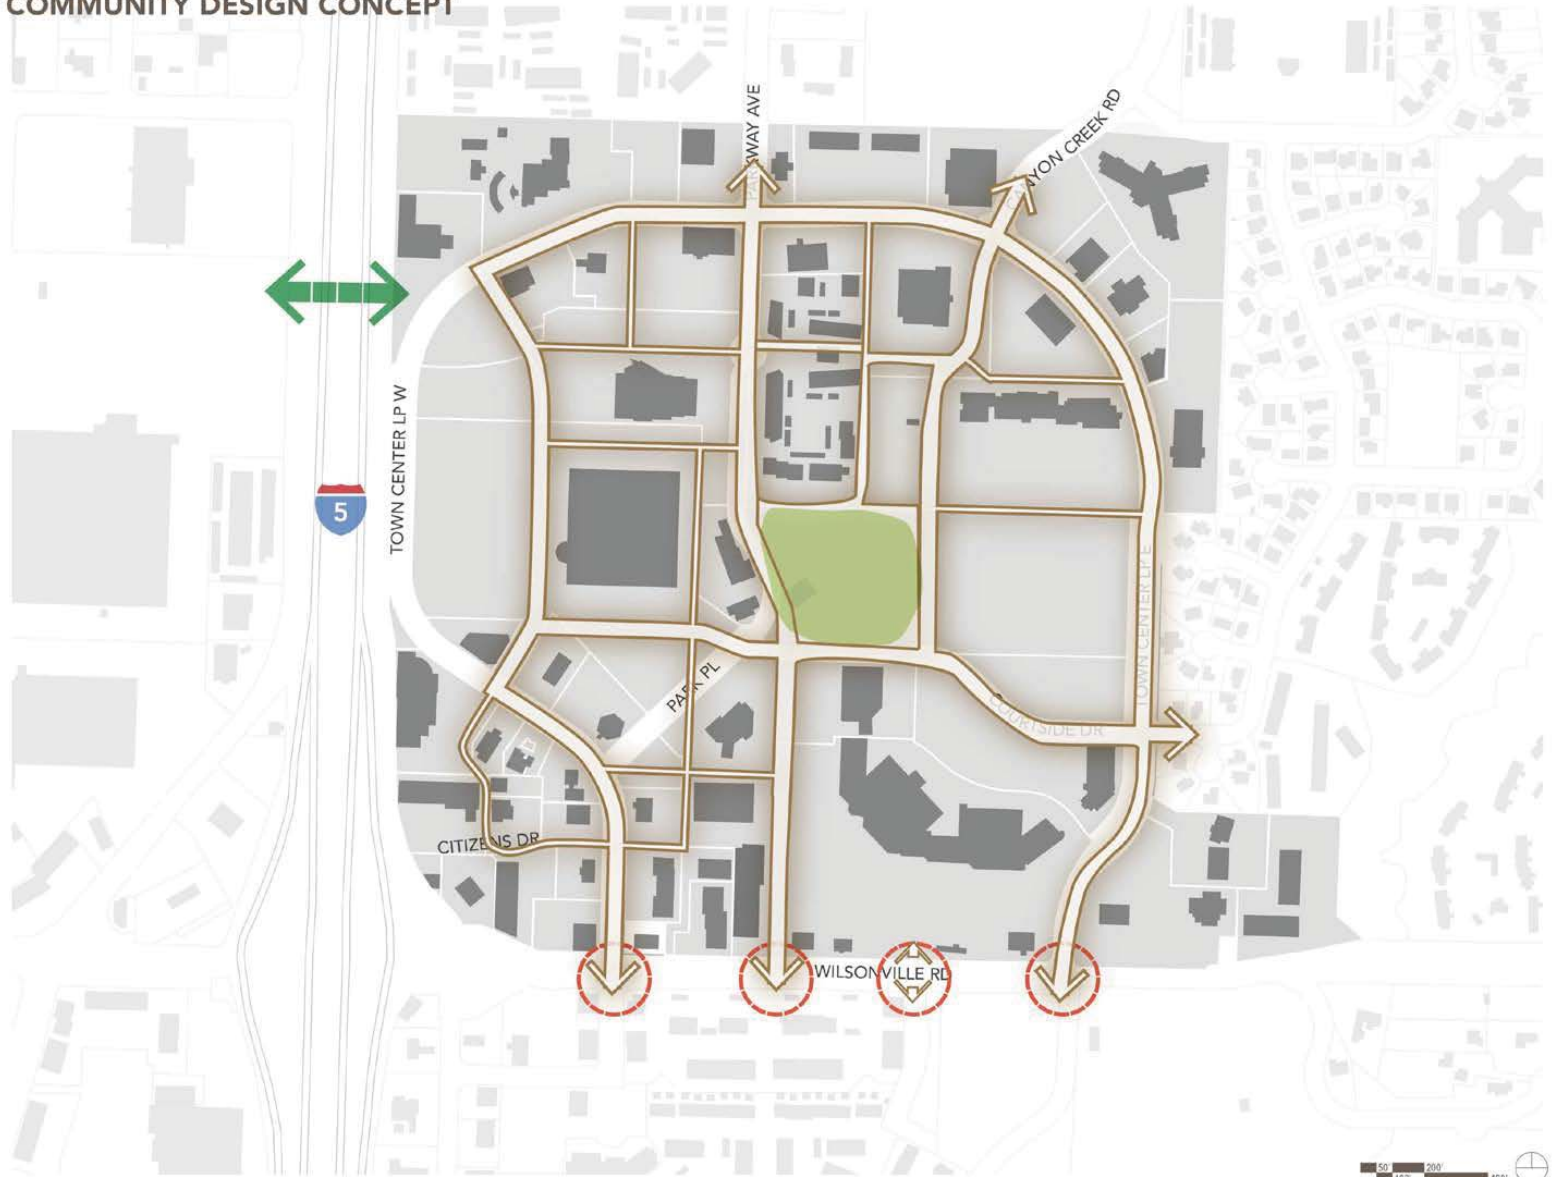 COMMUNITY DESIGN CONCEPT
PARKWAY AVE
CANYON CREEK RD
TOWN CENTER LP W
5
TOWN CENTER LP E
PARK PL
COURTSIDE DR
CITIZENS DR
WILSONVILLE RD
50' 200'